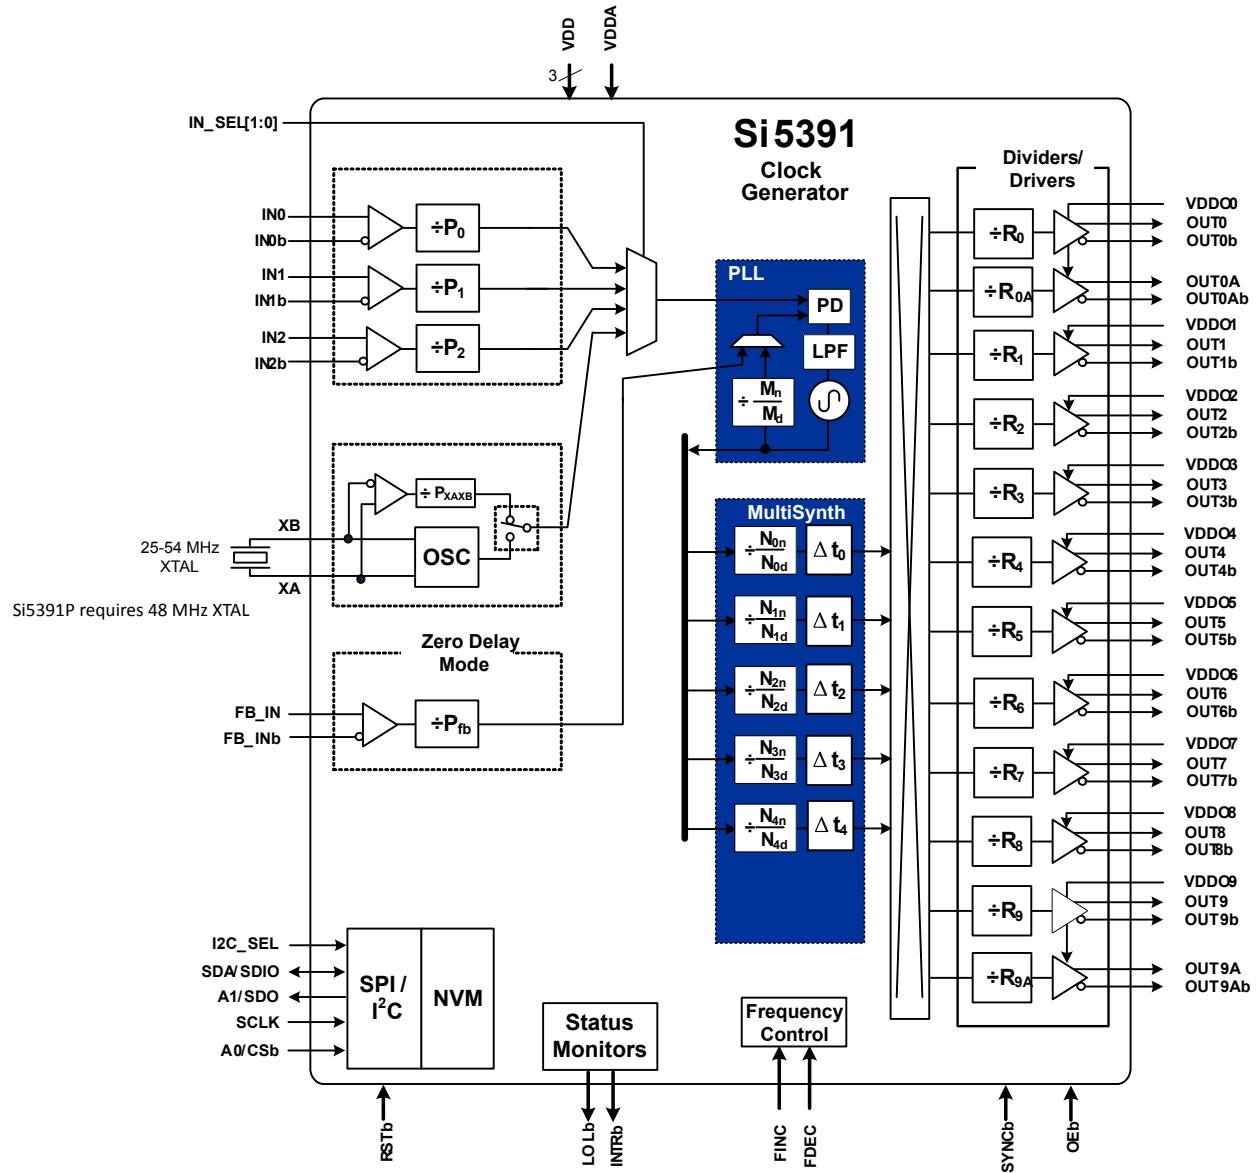 VDD
VDDA
3
IN_SEL[1:0]
Si5391
Clock
Generator
Dividers/
Drivers
IN0
IN0b
÷P0
IN1
IN1b
÷P1
IN2
IN2b
÷P2
PLL
PD
LPF
÷ Mn
Md
XB
25-54 MHz
XTAL
XA
Si5391P requires 48 MHz XTAL
÷ PXAXB
OSC
Zero Delay
Mode
FB_IN
FB_INb
÷Pfb
MultiSynth
÷ N0n
N0d
Δ t0
÷ N1n
N1d
Δ t1
÷ N2n
N2d
Δ t2
÷ N3n
N3d
Δ t3
÷ N4n
N4d
Δ t4
÷R0
VDDO0
OUT0
OUT0b
÷R0A
OUT0A
OUT0Ab
÷R1
VDDO1
OUT1
OUT1b
÷R2
VDDO2
OUT2
OUT2b
÷R3
VDDO3
OUT3
OUT3b
÷R4
VDDO4
OUT4
OUT4b
÷R5
VDDO5
OUT5
OUT5b
÷R6
VDDO6
OUT6
OUT6b
÷R7
VDDO7
OUT7
OUT7b
÷R8
VDDO8
OUT8
OUT8b
÷R9
VDDO9
OUT9
OUT9b
÷R9A
OUT9A
OUT9Ab
I2C_SEL
SDA/SDIO
A1/SDO
SCLK
A0/CSb
SPI /
I²C
NVM
Status
Monitors
Frequency
Control
RSTb
LOLb
INTRb
FINC
FDEC
SYNCb
OEb